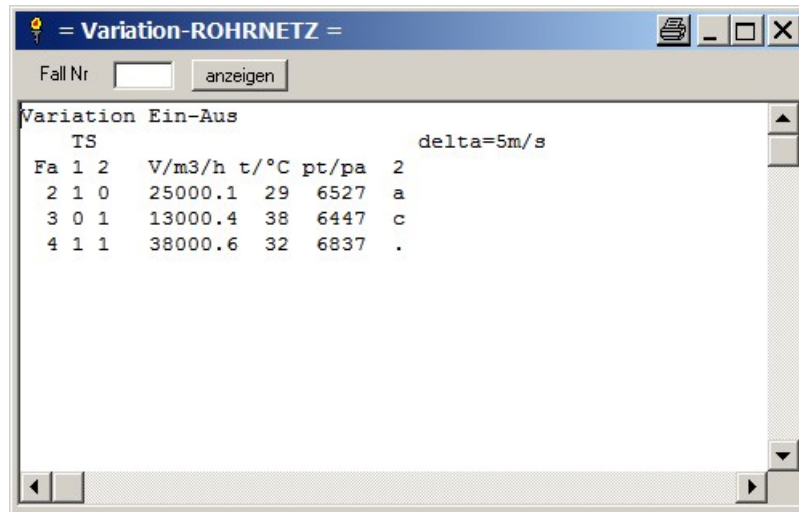 = Variation-ROHRNETZ =
Fall Nr anzeigen
Variation Ein-Aus
TS delta=5m/s
Fa 1 2 V/m3/h t/°C pt/pa 2
2 1 0 25000.1 29 6527 a
3 0 1 13000.4 38 6447 c
4 1 1 38000.6 32 6837 .